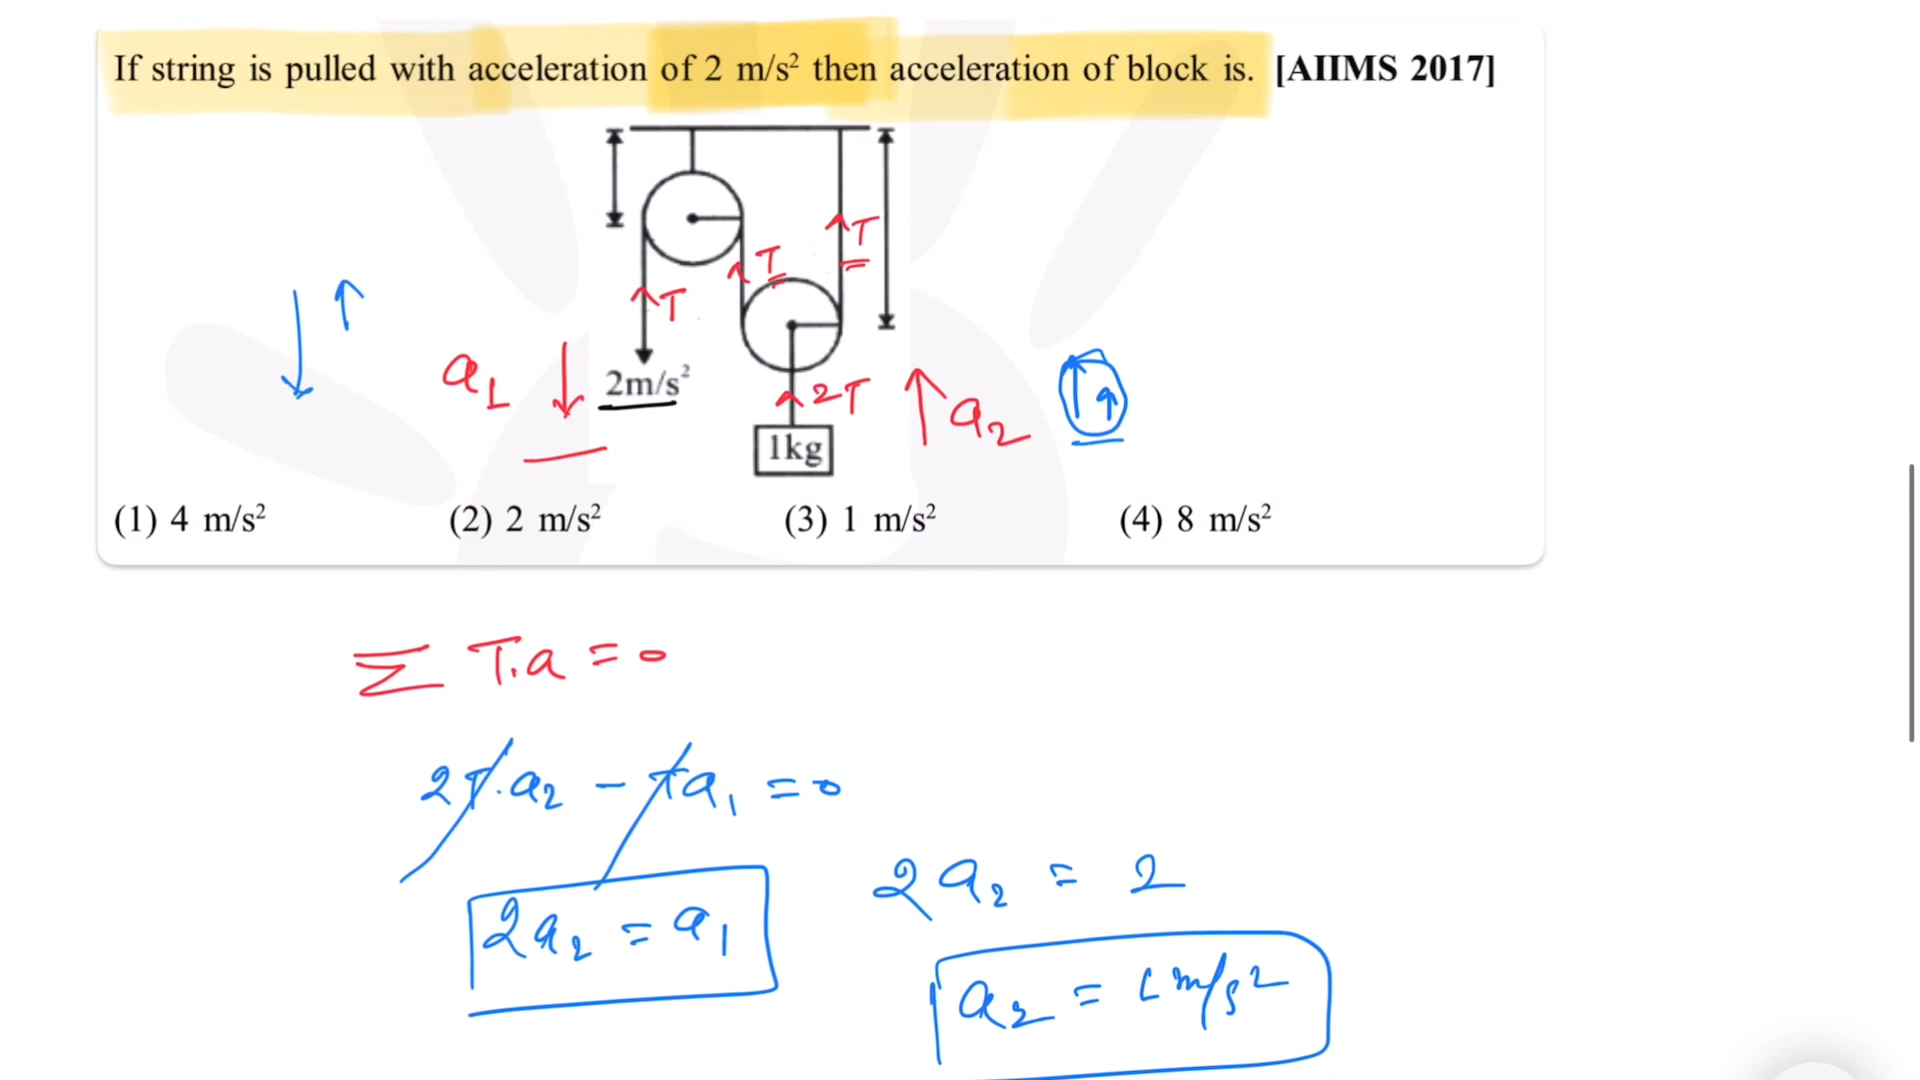 If string is pulled with acceleration of 2 m/s² then acceleration of block is. [AIIMS 2017]
T
T
T
a₁
2m/s²
2T
a₂
1kg
(1) 4 m/s² (2) 2 m/s² (3) 1 m/s² (4) 8 m/s²
Σ T.a = 0
2T.a₂ - Ta₁ = 0
2a₂ = 2
2a₂ = a₁
a₂ = 1 m/s²